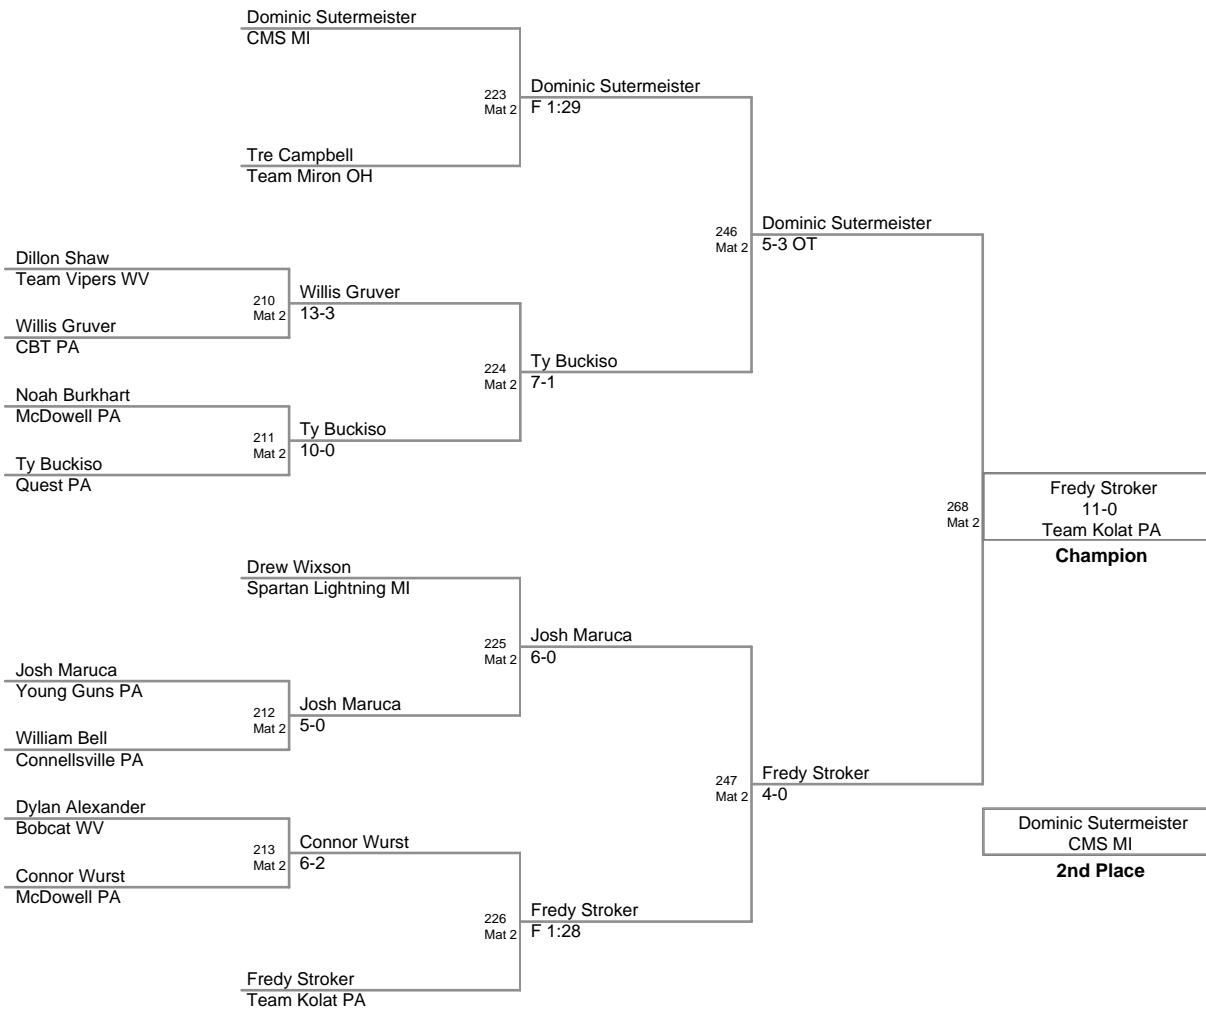 Dominic Sutermeister
CMS MI
223
Mat 2
Dominic Sutermeister
F 1:29
Tre Campbell
Team Miron OH
246
Mat 2
Dominic Sutermeister
5-3 OT
Dillon Shaw
Team Vipers WV
210
Mat 2
Willis Gruver
13-3
Willis Gruver
CBT PA
224
Mat 2
Ty Buckiso
7-1
Noah Burkhart
McDowell PA
211
Mat 2
Ty Buckiso
10-0
Ty Buckiso
Quest PA
268
Mat 2
Fredy Stroker
11-0
Team Kolat PA
Champion
Drew Wixson
Spartan Lightning MI
225
Mat 2
Josh Maruca
6-0
Josh Maruca
Young Guns PA
212
Mat 2
Josh Maruca
5-0
William Bell
Connellsville PA
247
Mat 2
Fredy Stroker
4-0
Dylan Alexander
Bobcat WV
213
Mat 2
Connor Wurst
6-2
Connor Wurst
McDowell PA
Dominic Sutermeister
CMS MI
2nd Place
226
Mat 2
Fredy Stroker
F 1:28
Fredy Stroker
Team Kolat PA